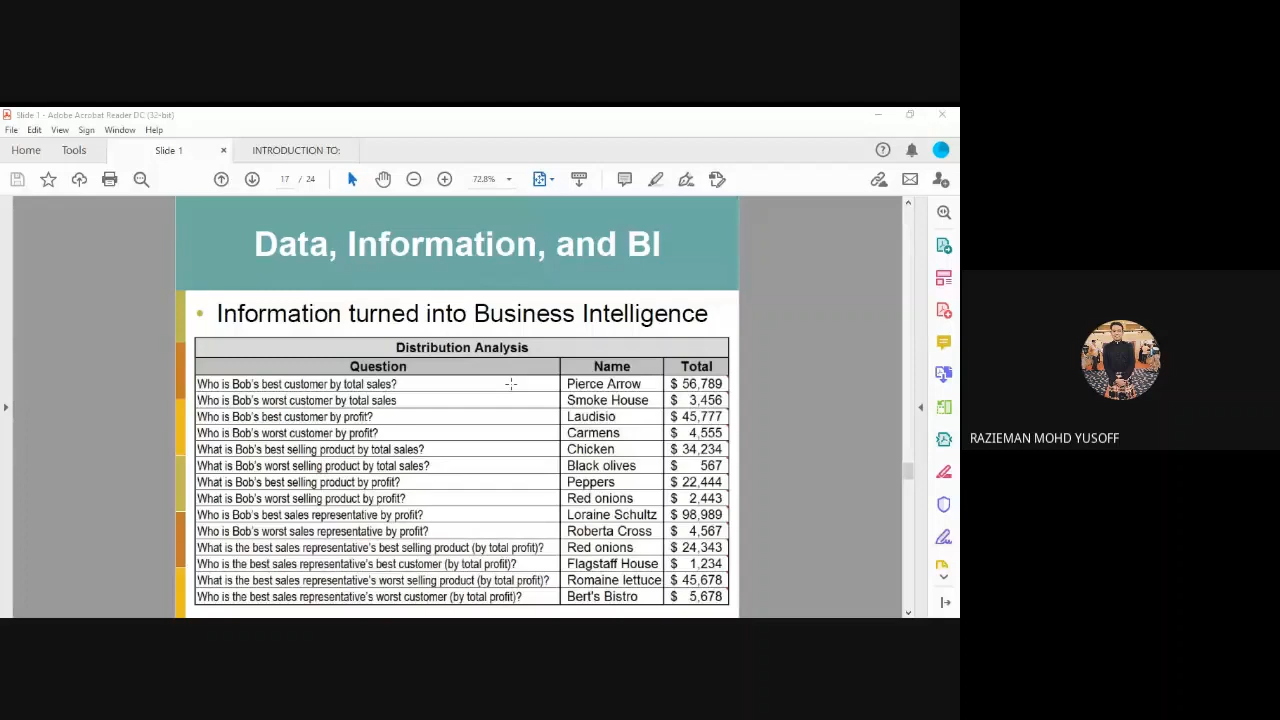 Slide 1 - Adobe Acrobat Reader DC (32-bit)
File Edit View Sign Window Help
Home Tools Slide 1 × INTRODUCTION TO:
17 / 24 72.8%
Data, Information, and BI
• Information turned into Business Intelligence
Distribution Analysis
Question Name Total
Who is Bob's best customer by total sales? Pierce Arrow $ 56,789
Who is Bob's worst customer by total sales Smoke House $ 3,456
Who is Bob's best customer by profit? Laudisio $ 45,777
Who is Bob's worst customer by profit? Carmens $ 4,555
What is Bob's best selling product by total sales? Chicken $ 34,234
What is Bob's worst selling product by total sales? Black olives $ 567
What is Bob's best selling product by profit? Peppers $ 22,444
What is Bob's worst selling product by profit? Red onions $ 2,443
Who is Bob's best sales representative by profit? Loraine Schultz $ 98,989
Who is Bob's worst sales representative by profit? Roberta Cross $ 4,567
What is the best sales representative's best selling product (by total profit)? Red onions $ 24,343
Who is the best sales representative's best customer (by total profit)? Flagstaff House $ 1,234
What is the best sales representative's worst selling product (by total profit)? Romaine lettuce $ 45,678
Who is the best sales representative's worst customer (by total profit)? Bert's Bistro $ 5,678
RAZIEMAN MOHD YUSOFF